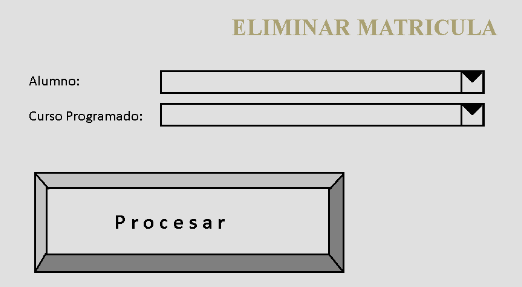 ELIMINAR MATRICULA
Alumno:
Curso Programado:
Procesar